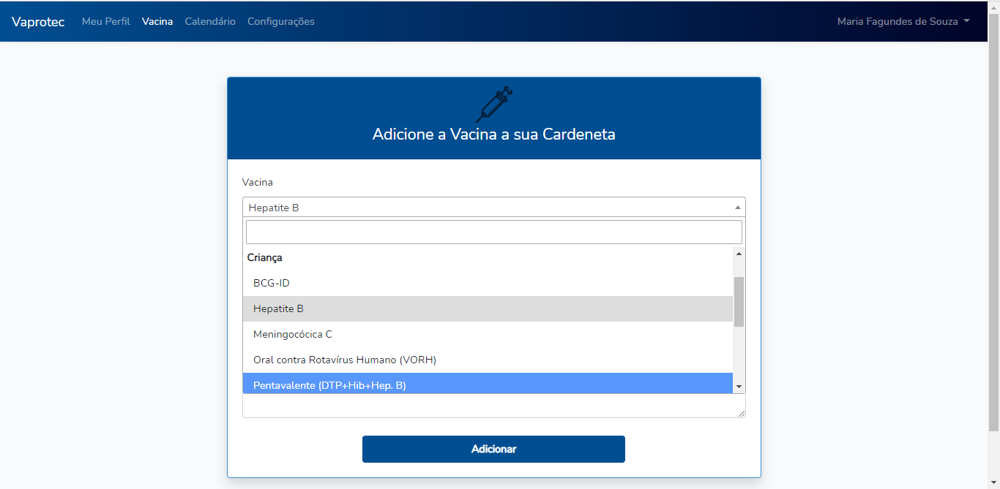 Vaprotec Meu Perfil Vacina Calendário Configurações Maria Fagundes de Souza
Adicione a Vacina a sua Cardeneta
Vacina
Hepatite B
Criança
BCG-ID
Hepatite B
Meningocócica C
Oral contra Rotavírus Humano (VORH)
Pentavalente (DTP+Hib+Hep. B)
Adicionar